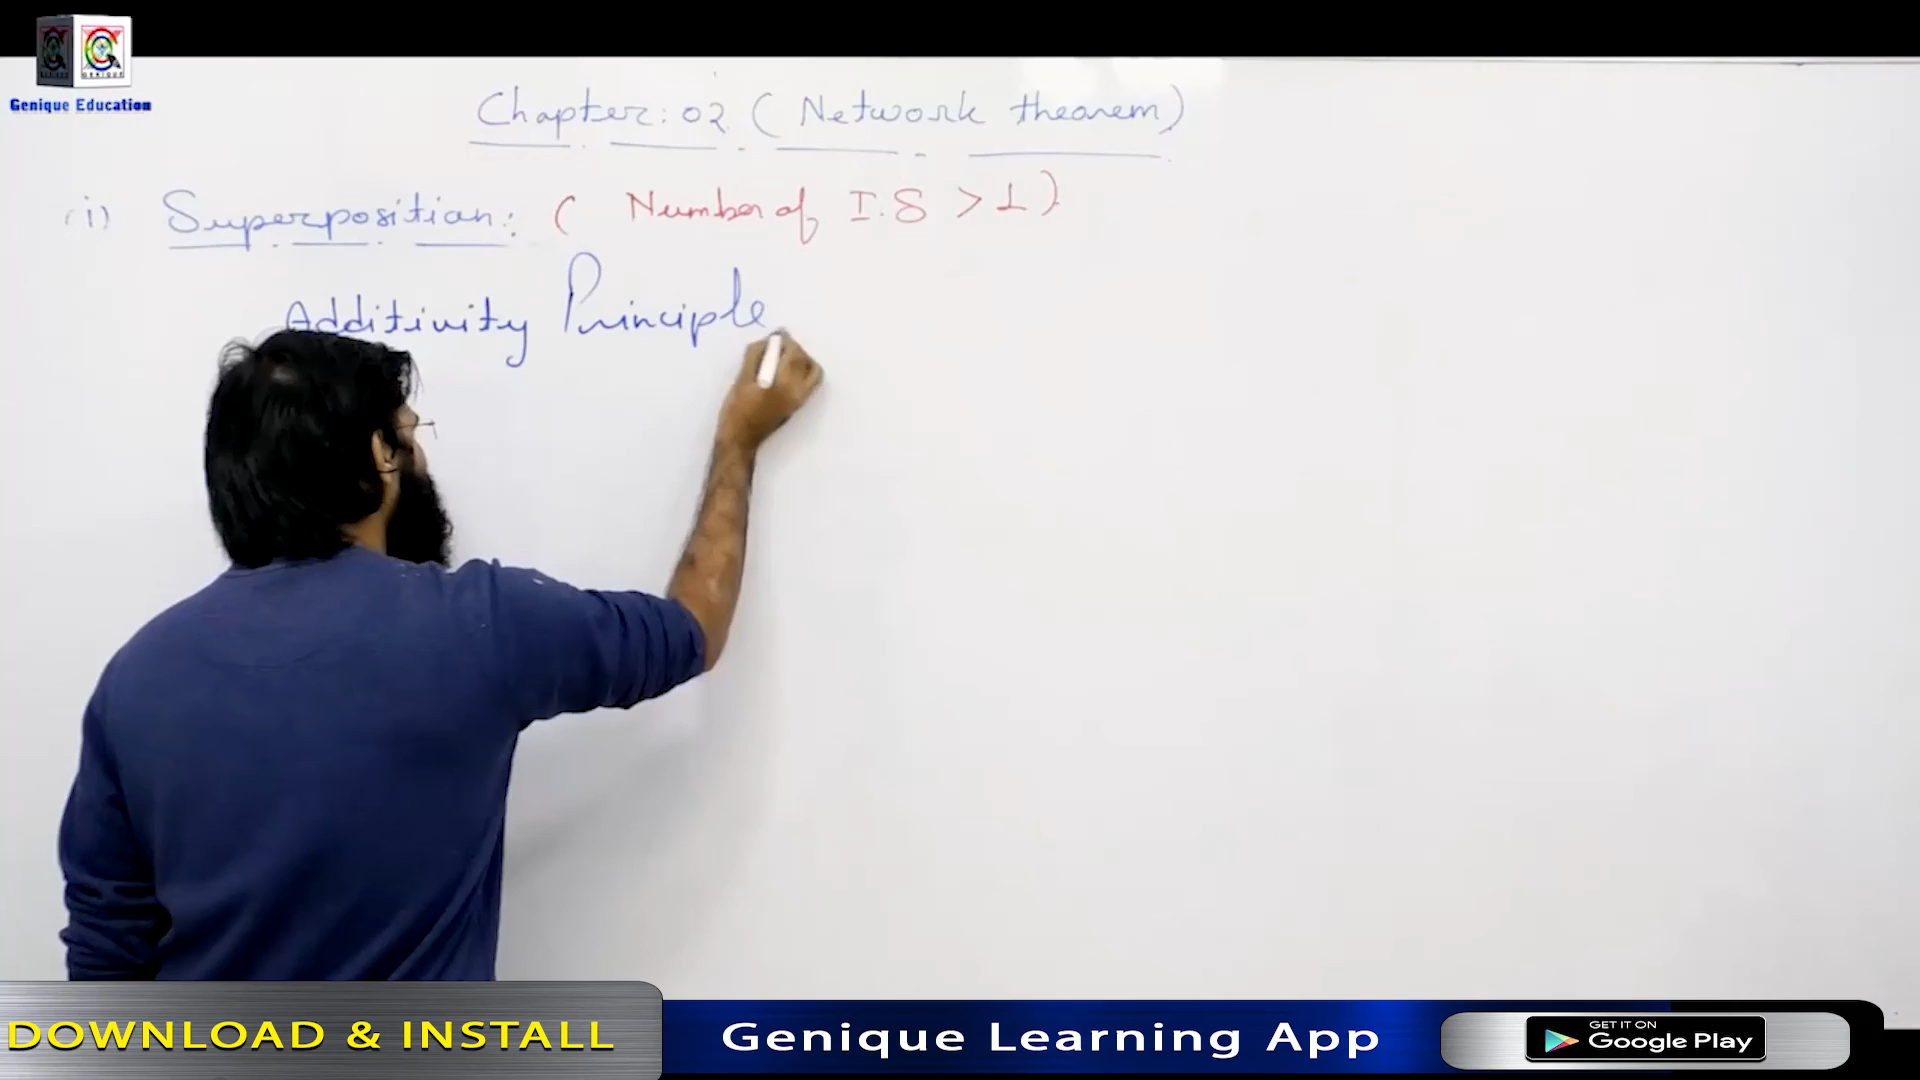 GENIQUE
Genique Education
Chapter: 02 (Network theorem)
(i) Superposition: ( Number of I.S > 1)
Additivity Principle
DOWNLOAD & INSTALL
Genique Learning App
GET IT ON
Google Play